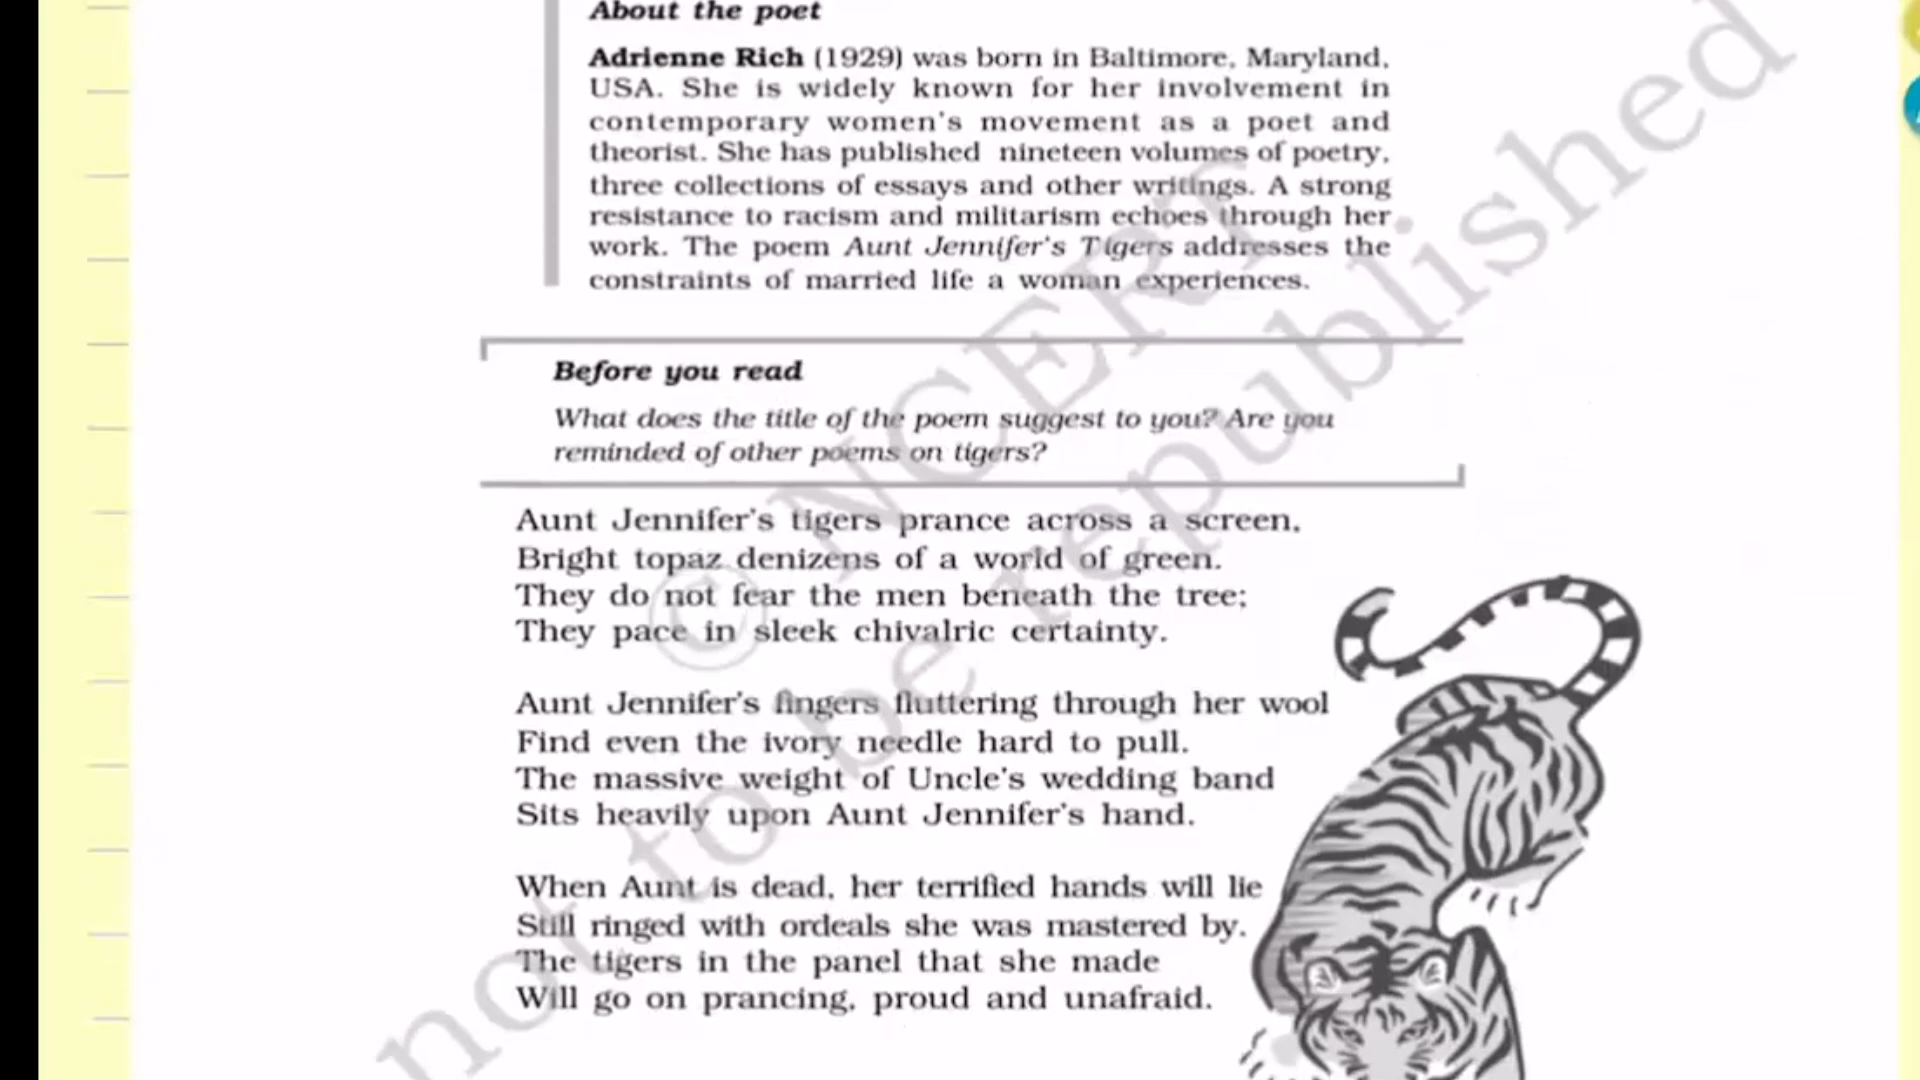 About the poet
Adrienne Rich (1929) was born in Baltimore, Maryland,
USA. She is widely known for her involvement in
contemporary women's movement as a poet and
theorist. She has published nineteen volumes of poetry,
three collections of essays and other writings. A strong
resistance to racism and militarism echoes through her
work. The poem Aunt Jennifer's Tigers addresses the
constraints of married life a woman experiences.
Before you read
What does the title of the poem suggest to you? Are you
reminded of other poems on tigers?
Aunt Jennifer's tigers prance across a screen,
Bright topaz denizens of a world of green.
They do not fear the men beneath the tree;
They pace in sleek chivalric certainty.
Aunt Jennifer's fingers fluttering through her wool
Find even the ivory needle hard to pull.
The massive weight of Uncle's wedding band
Sits heavily upon Aunt Jennifer's hand.
When Aunt is dead, her terrified hands will lie
Still ringed with ordeals she was mastered by.
The tigers in the panel that she made
Will go on prancing, proud and unafraid.
© NCERT
not to be republished